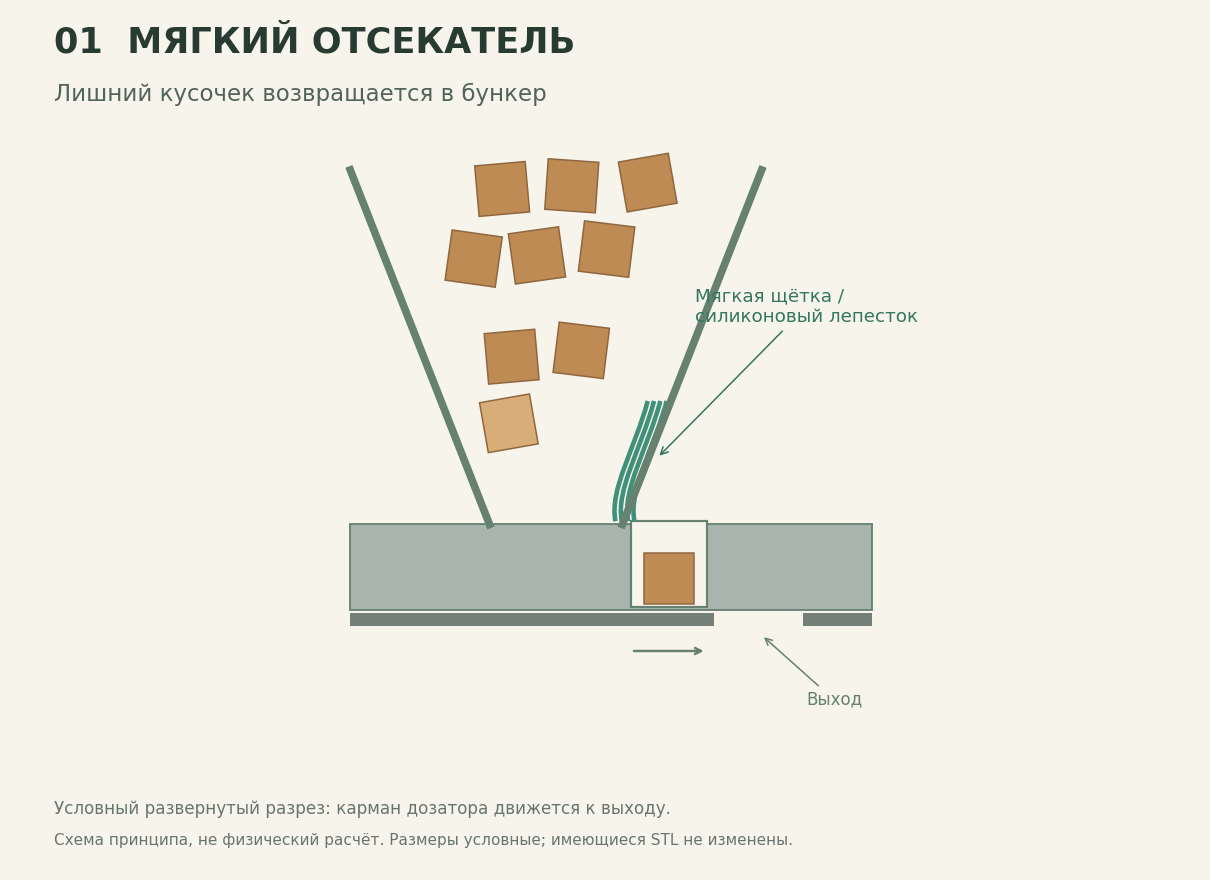 01 МЯГКИЙ ОТСЕКАТЕЛЬ
Лишний кусочек возвращается в бункер
Мягкая щётка /
силиконовый лепесток
Выход
Условный развернутый разрез: карман дозатора движется к выходу.
Схема принципа, не физический расчёт. Размеры условные; имеющиеся STL не изменены.